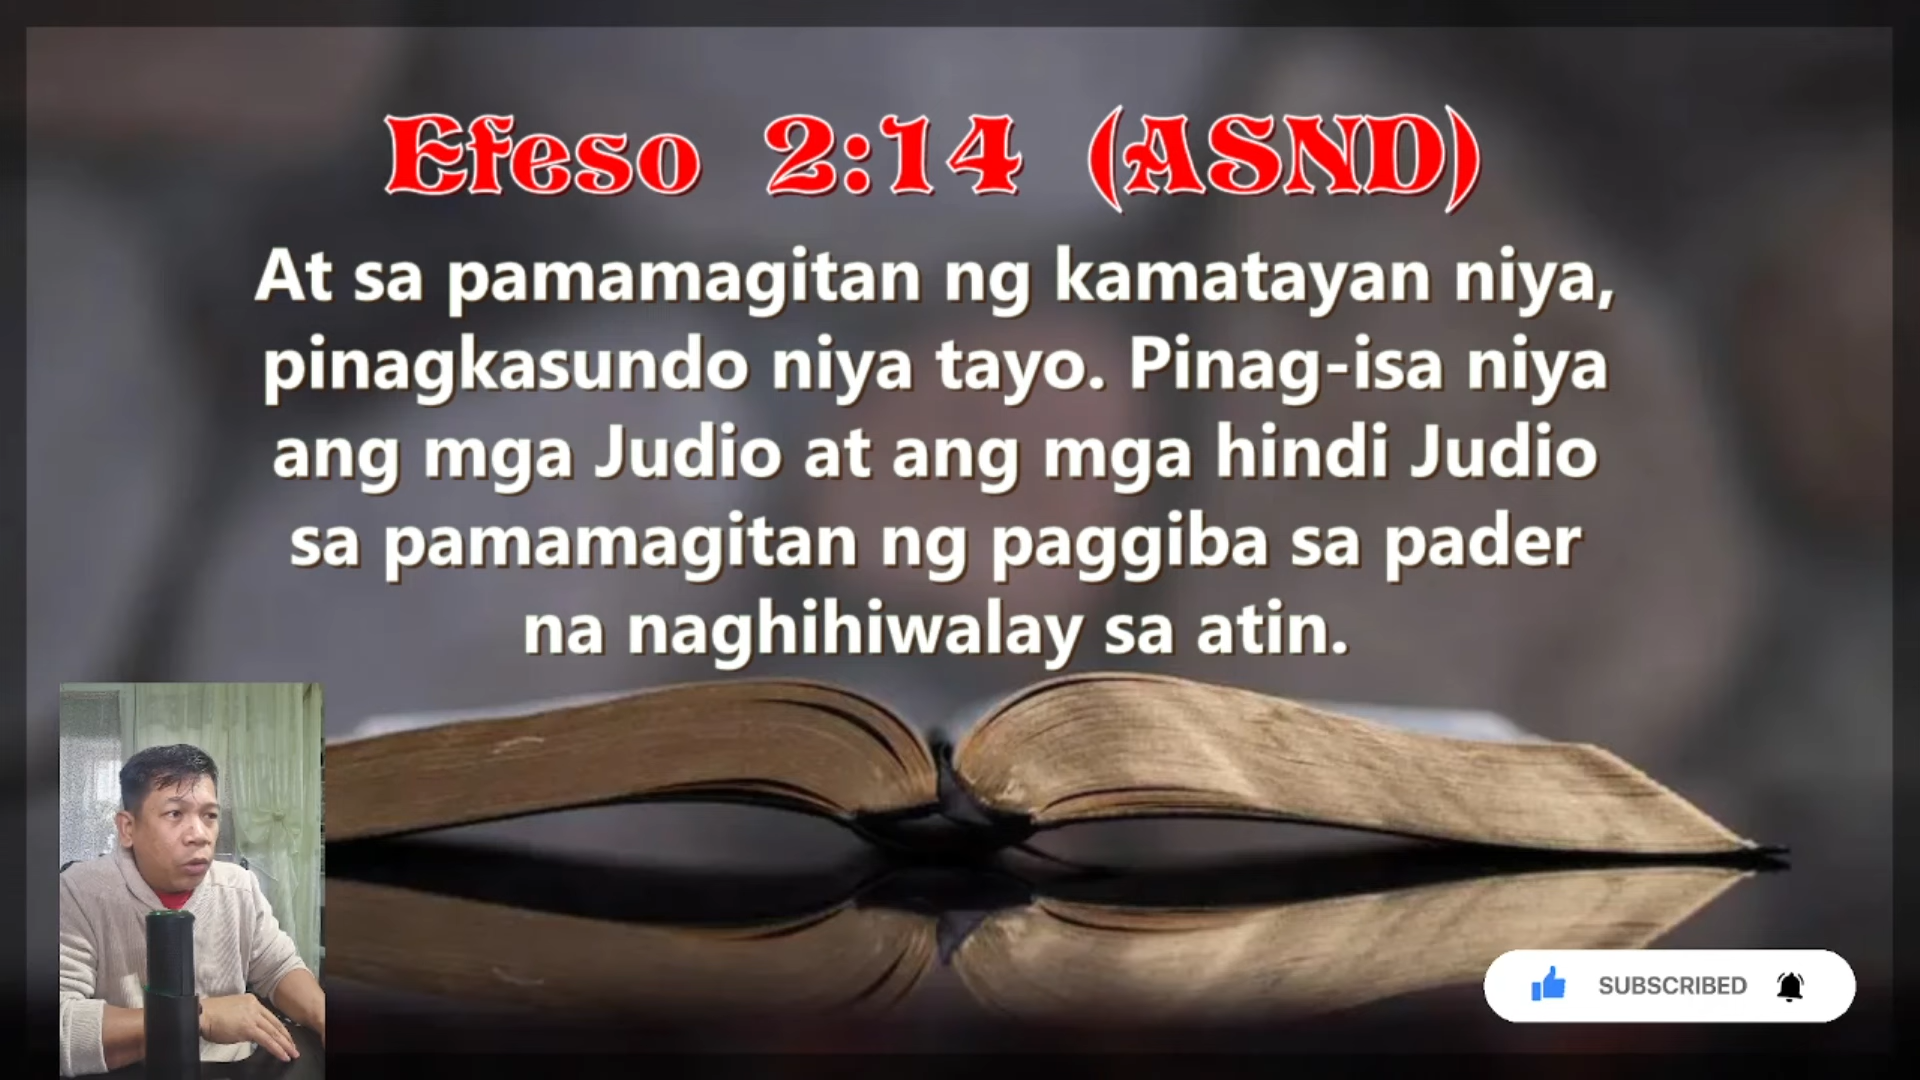 Efeso 2:14 (ASND)
At sa pamamagitan ng kamatayan niya,
pinagkasundo niya tayo. Pinag-isa niya
ang mga Judio at ang mga hindi Judio
sa pamamagitan ng paggiba sa pader
na naghihiwalay sa atin.
SUBSCRIBED